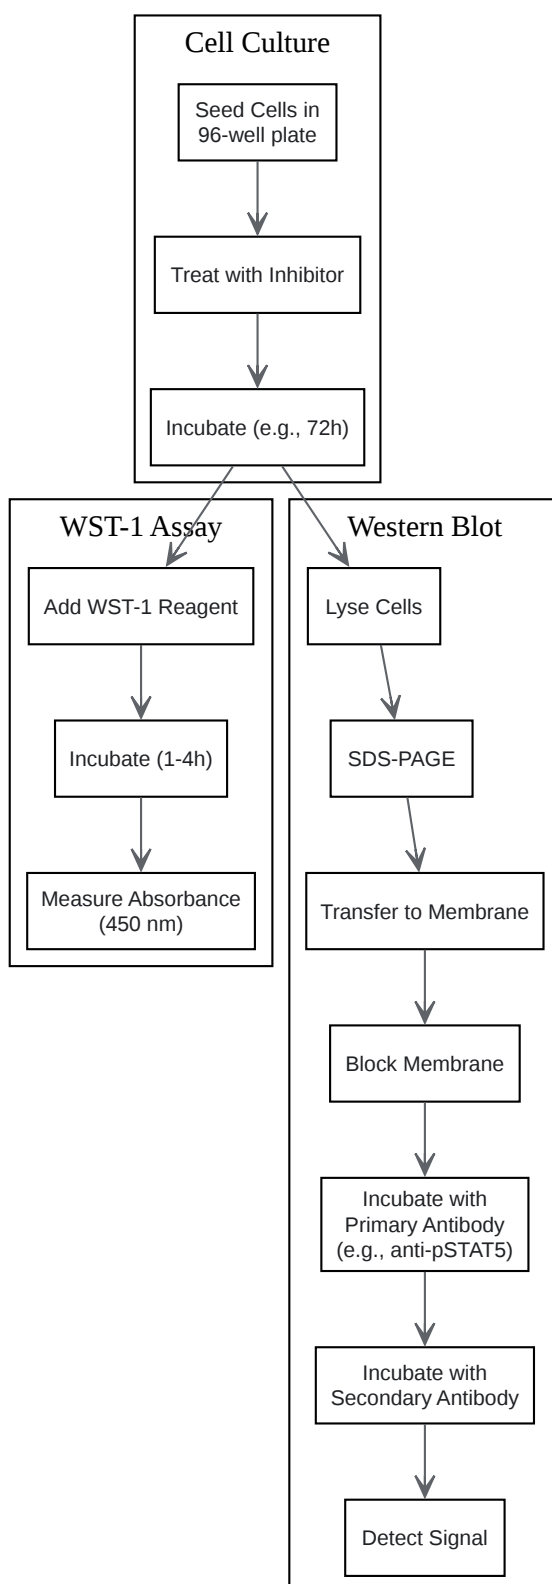 Cell Culture
Seed Cells in
96-well plate
Treat with Inhibitor
Incubate (e.g., 72h)
WST-1 Assay
Add WST-1 Reagent
Incubate (1-4h)
Measure Absorbance
(450 nm)
Western Blot
Lyse Cells
SDS-PAGE
Transfer to Membrane
Block Membrane
Incubate with
Primary Antibody
(e.g., anti-pSTAT5)
Incubate with
Secondary Antibody
Detect Signal